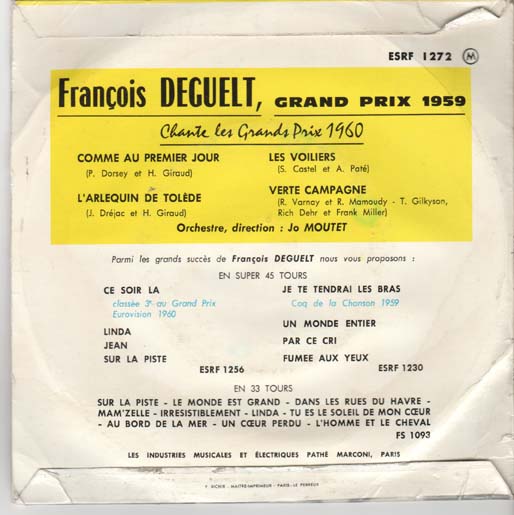 ESRF 1272 M
François DEGUELT, GRAND PRIX 1959
Chante les Grands Prix 1960
COMME AU PREMIER JOUR
(P. Dorsey et H. Giraud)
LES VOILIERS
(S. Castel et A. Paté)
L'ARLEQUIN DE TOLÈDE
(J. Dréjac et H. Giraud)
VERTE CAMPAGNE
(R. Varnay et R. Mamoudy - T. Gilkyson,
Rich Dehr et Frank Miller)
Orchestre, direction : Jo MOUTET
Parmi les grands succès de François DEGUELT nous vous proposons :
EN SUPER 45 TOURS
CE SOIR LA
classée 3e au Grand Prix
Eurovision 1960
LINDA
JEAN
SUR LA PISTE
ESRF 1256
JE TE TENDRAI LES BRAS
Coq de la Chanson 1959
UN MONDE ENTIER
PAR CE CRI
FUMEE AUX YEUX
ESRF 1230
EN 33 TOURS
SUR LA PISTE - LE MONDE EST GRAND - DANS LES RUES DU HAVRE -
MAM'ZELLE - IRRESISTIBLEMENT - LINDA - TU ES LE SOLEIL DE MON CŒUR
- AU BORD DE LA MER - UN CŒUR PERDU - L'HOMME ET LE CHEVAL
FS 1093
LES INDUSTRIES MUSICALES ET ÉLECTRIQUES PATHÉ MARCONI, PARIS
DICHIR - MAITRE-IMPRIMEUR - PARIS - LE PERREUX